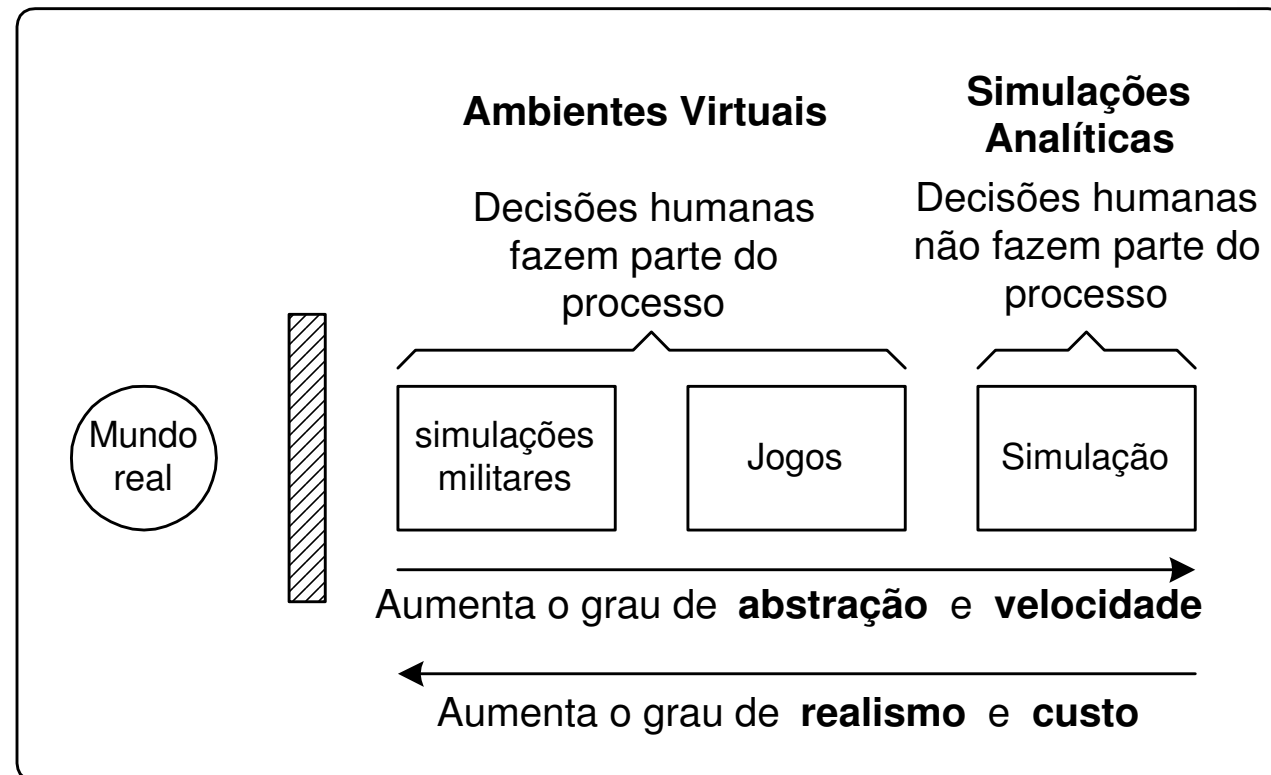 Ambientes Virtuais
Simulações
Analíticas
Decisões humanas
fazem parte do
processo
Decisões humanas
não fazem parte do
processo
Mundo
real
simulações
militares
Jogos
Simulação
Aumenta o grau de abstração e velocidade
Aumenta o grau de realismo e custo